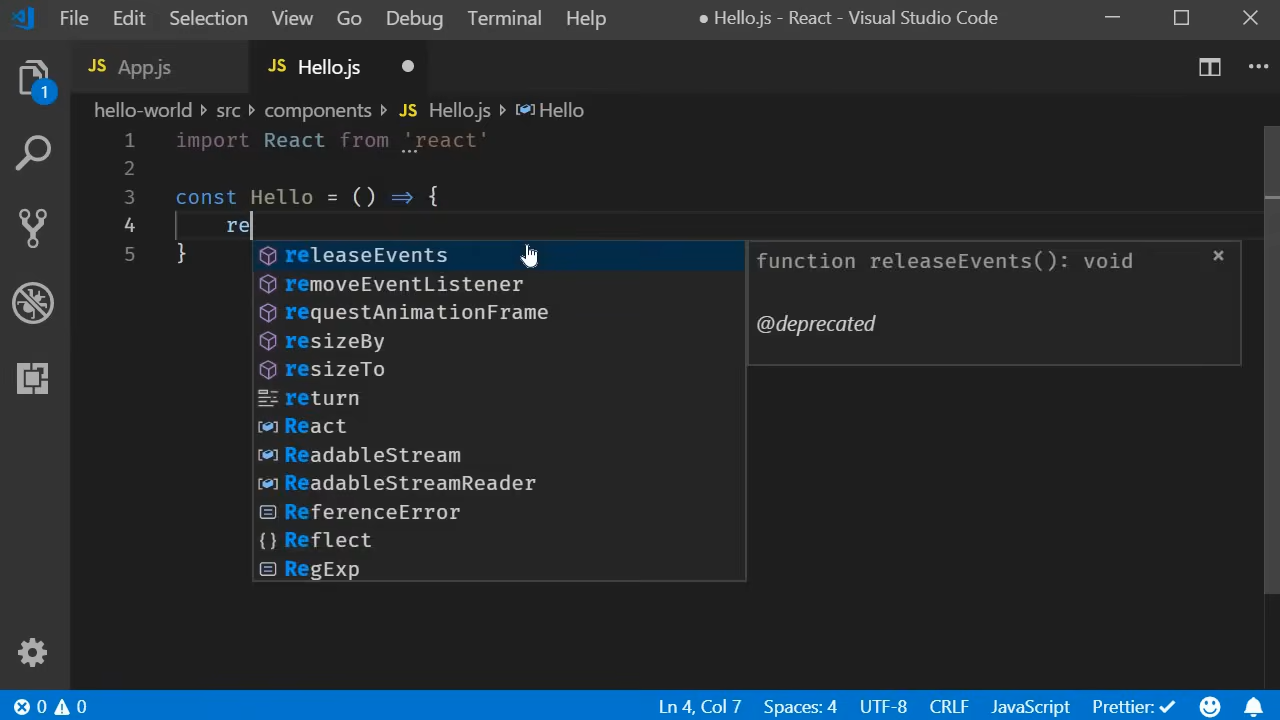 File Edit Selection View Go Debug Terminal Help ● Hello.js - React - Visual Studio Code
JS App.js JS Hello.js ●
1
hello-world › src › components › JS Hello.js › Hello
1 import React from 'react'
2
3 const Hello = () => {
4 re
5 }
releaseEvents
removeEventListener
requestAnimationFrame
resizeBy
resizeTo
return
React
ReadableStream
ReadableStreamReader
ReferenceError
Reflect
RegExp
function releaseEvents(): void
@deprecated
0 0 Ln 4, Col 7 Spaces: 4 UTF-8 CRLF JavaScript Prettier: ✓